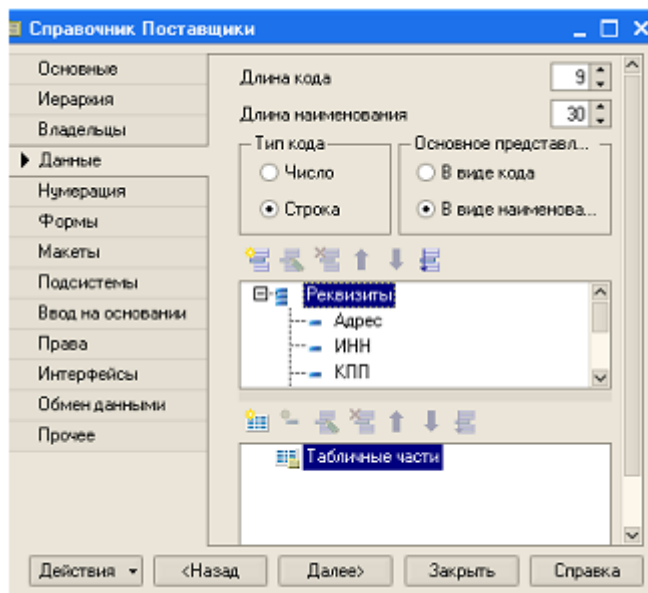 Справочник Поставщики
Основные
Иерархия
Владельцы
Данные
Нумерация
Формы
Макеты
Подсистемы
Ввод на основании
Права
Интерфейсы
Обмен данными
Прочее
Длина кода 9
Длина наименования 30
Тип кода
Число
Строка
Основное представл...
В виде кода
В виде наименова...
Реквизиты
Адрес
ИНН
КПП
Табличные части
Действия <Назад Далее> Закрыть Справка